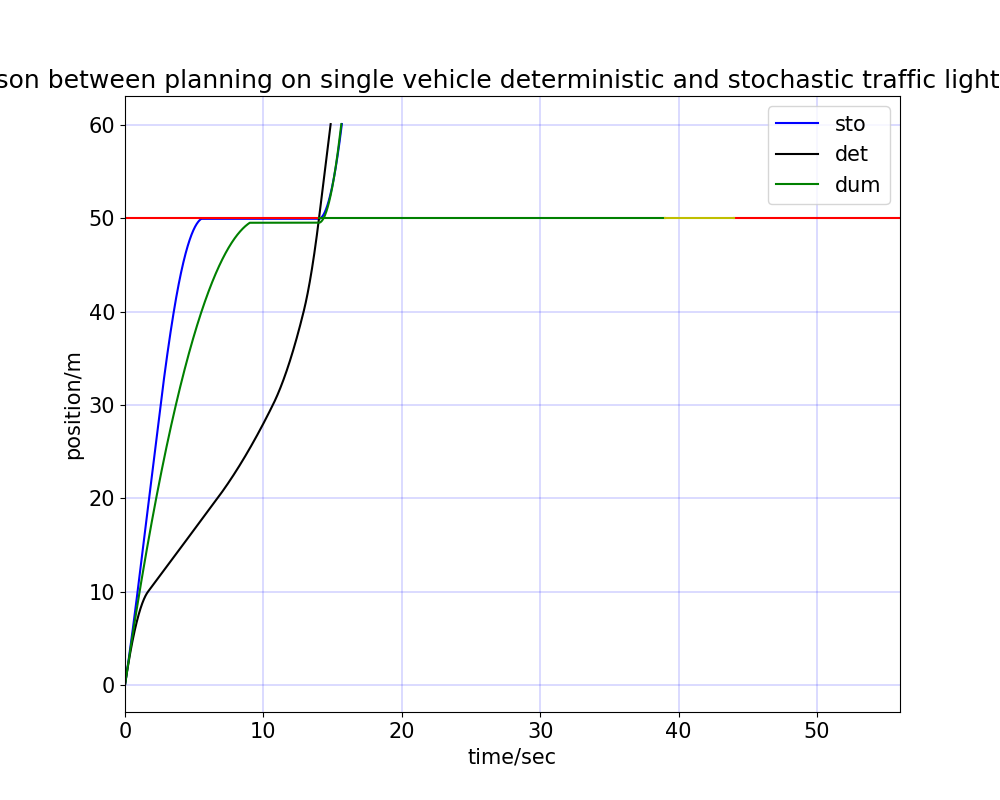 son between planning on single vehicle deterministic and stochastic traffic light
sto
det
dum
60
50
40
30
20
10
0
position/m
0 10 20 30 40 50
time/sec